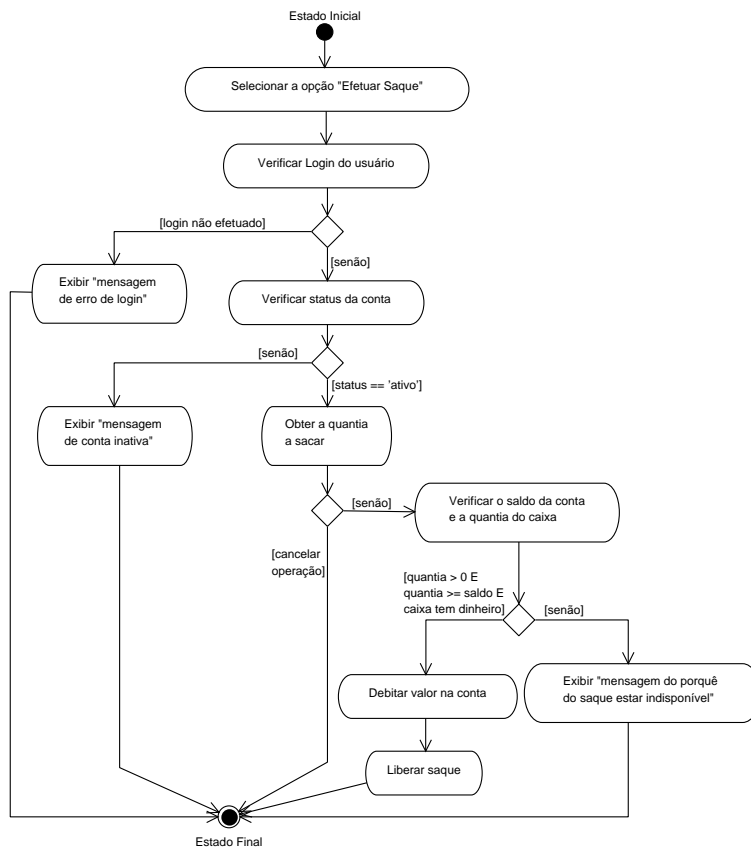 Estado Inicial
Selecionar a opção "Efetuar Saque"
Verificar Login do usuário
[login não efetuado]
[senão]
Exibir "mensagem
de erro de login"
Verificar status da conta
[senão]
[status == 'ativo']
Exibir "mensagem
de conta inativa"
Obter a quantia
a sacar
[senão]
Verificar o saldo da conta
e a quantia do caixa
[cancelar
operação]
[quantia > 0 E
quantia >= saldo E
caixa tem dinheiro]
[senão]
Debitar valor na conta
Exibir "mensagem do porquê
do saque estar indisponível"
Liberar saque
Estado Final